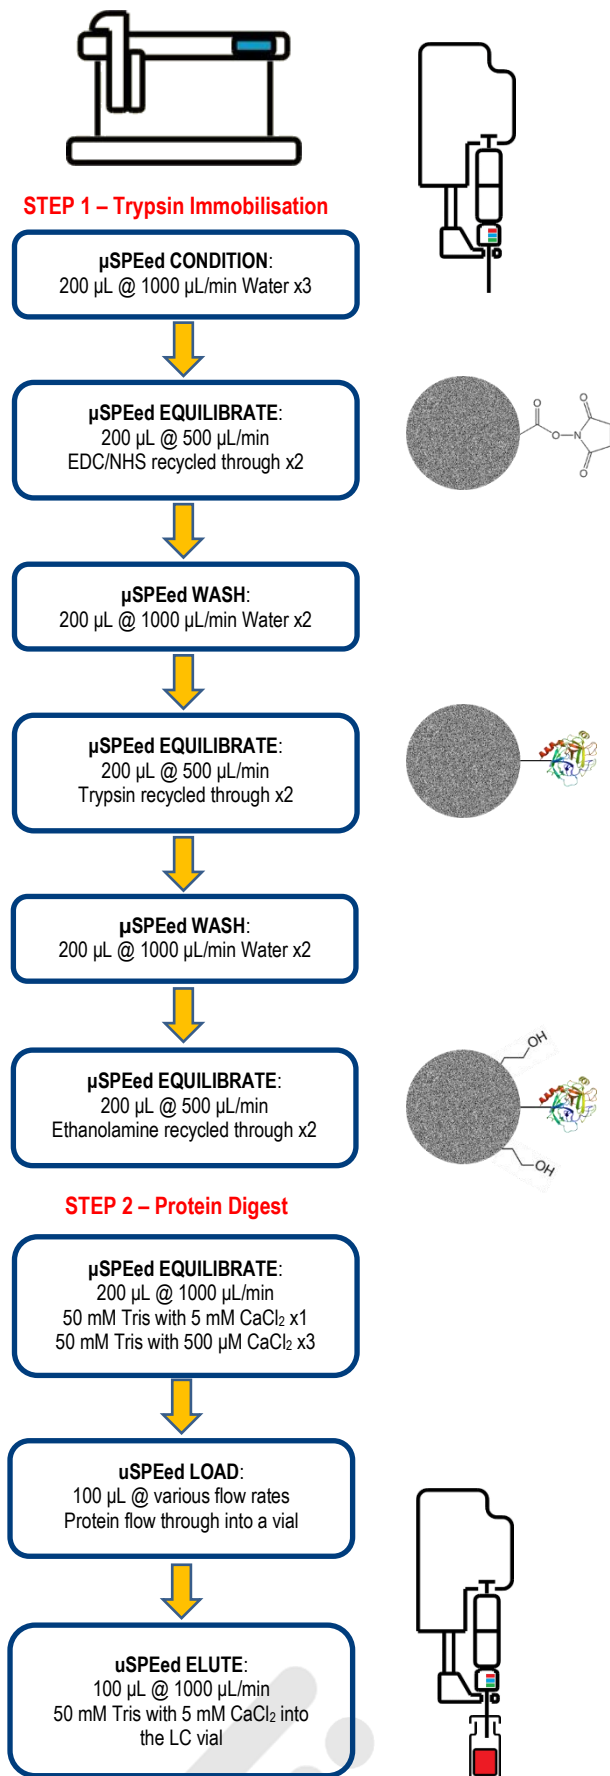 STEP 1 – Trypsin Immobilisation
µSPEed CONDITION:
200 µL @ 1000 µL/min Water x3
µSPEed EQUILIBRATE:
200 µL @ 500 µL/min
EDC/NHS recycled through x2
O
O
N
O
O
µSPEed WASH:
200 µL @ 1000 µL/min Water x2
µSPEed EQUILIBRATE:
200 µL @ 500 µL/min
Trypsin recycled through x2
µSPEed WASH:
200 µL @ 1000 µL/min Water x2
µSPEed EQUILIBRATE:
200 µL @ 500 µL/min
Ethanolamine recycled through x2
OH
OH
STEP 2 – Protein Digest
µSPEed EQUILIBRATE:
200 µL @ 1000 µL/min
50 mM Tris with 5 mM CaCl₂ x1
50 mM Tris with 500 µM CaCl₂ x3
uSPEed LOAD:
100 µL @ various flow rates
Protein flow through into a vial
uSPEed ELUTE:
100 µL @ 1000 µL/min
50 mM Tris with 5 mM CaCl₂ into
the LC vial